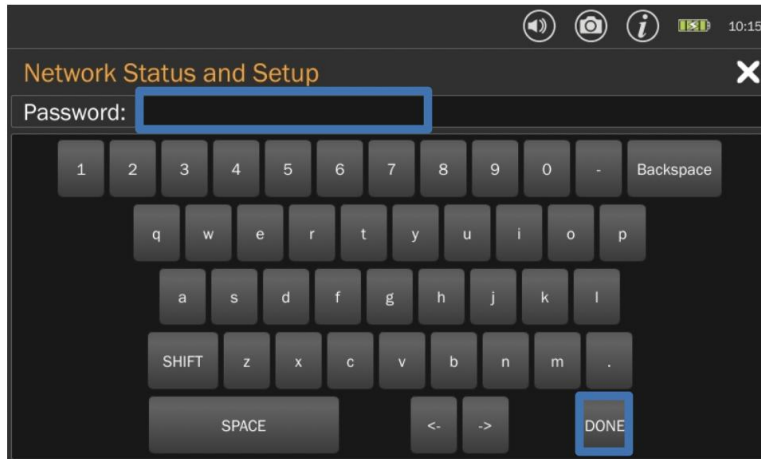 10:15
Network Status and Setup
Password:
1 2 3 4 5 6 7 8 9 0 - Backspace
q w e r t y u i o p
a s d f g h j k l
SHIFT z x c v b n m .
SPACE <- -> DONE